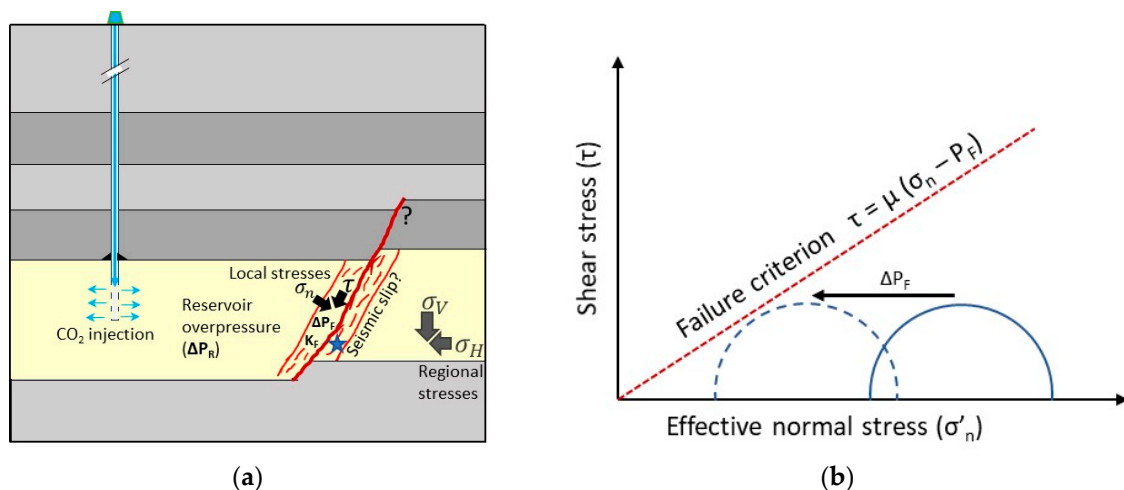 ?
Local stresses
σn
τ
Seismic slip?
ΔPF
KF
σV
σH
Regional
stresses
Reservoir
overpressure
(ΔPR)
CO2 injection
(a)
Shear stress (τ)
Failure criterion τ = μ (σn – PF)
ΔPF
Effective normal stress (σ'n)
(b)